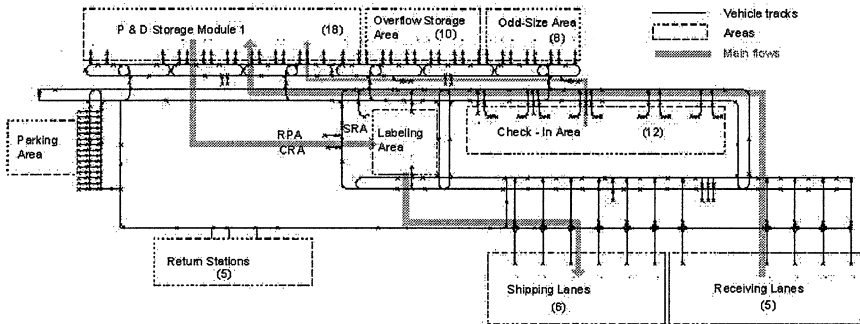 P & D Storage Module 1
(18)
Overflow Storage
Area
(10)
Odd-Size Area
(8)
Vehicle tracks
Areas
Main flows
Parking
Area
RPA
CRA
SRA
Labeling
Area
Check - In Area
(12)
Return Stations
(5)
Shipping Lanes
(6)
Receiving Lanes
(5)